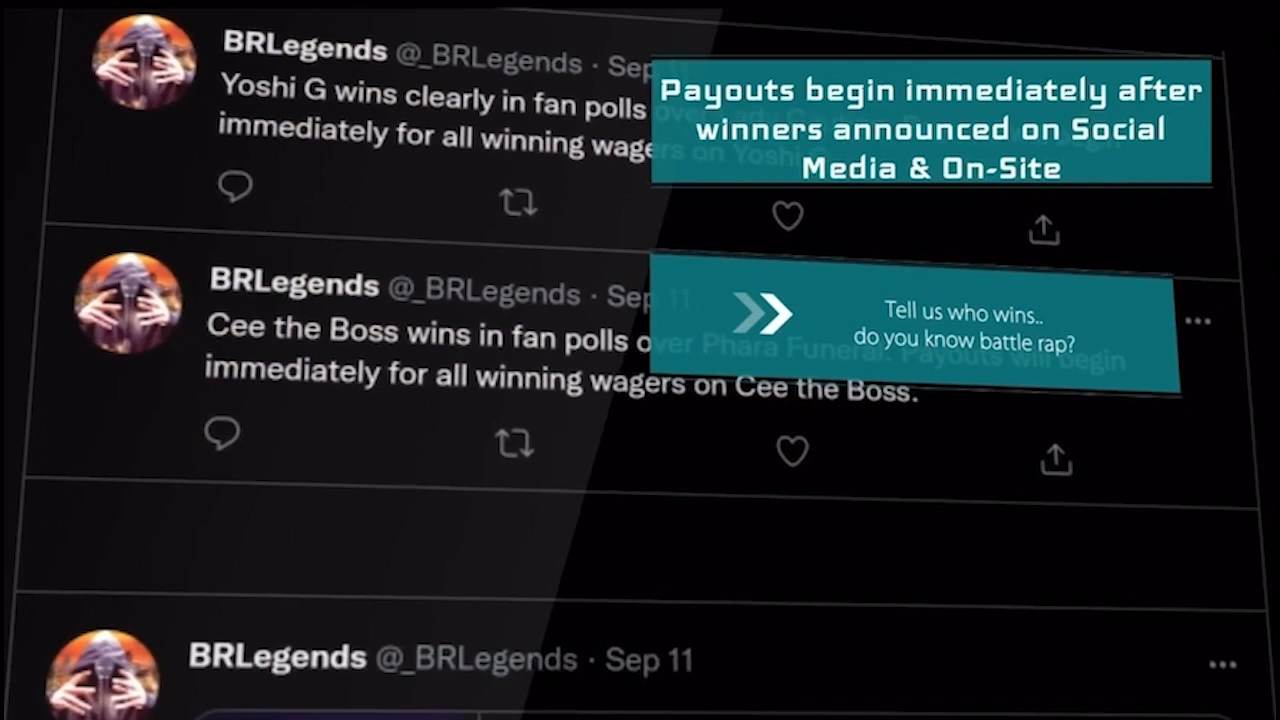 BRLegends @_BRLegends · Sep 11
Yoshi G wins clearly in fan polls over
immediately for all winning wagers on Yoshi G
Payouts begin immediately after
winners announced on Social
Media & On-Site
BRLegends @_BRLegends · Sep 11
Cee the Boss wins in fan polls over Phara Funeral. Payouts will begin
immediately for all winning wagers on Cee the Boss.
Tell us who wins..
do you know battle rap?
BRLegends @_BRLegends · Sep 11